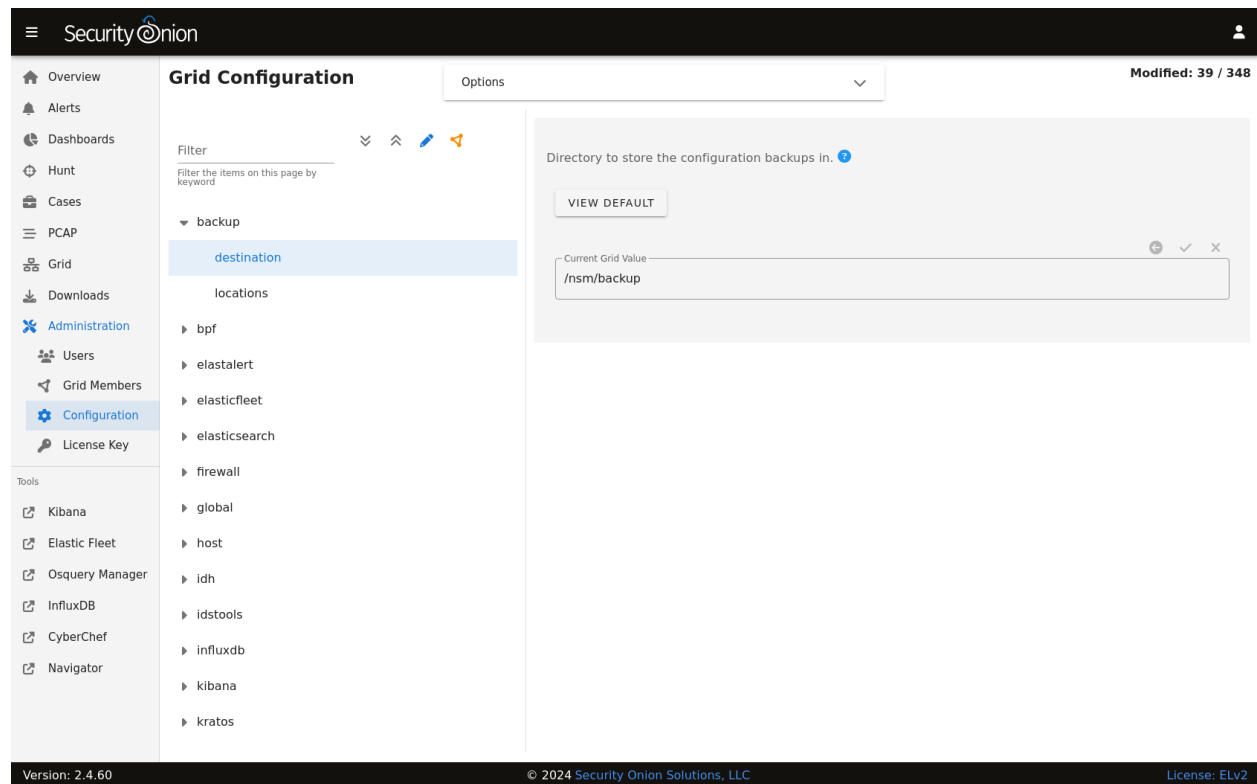 Security Onion
Overview
Alerts
Dashboards
Hunt
Cases
PCAP
Grid
Downloads
Administration
Users
Grid Members
Configuration
License Key
Tools
Kibana
Elastic Fleet
Osquery Manager
InfluxDB
CyberChef
Navigator
Grid Configuration
Options
Modified: 39 / 348
Filter
Filter the items on this page by
keyword
backup
destination
locations
bpf
elastalert
elasticfleet
elasticsearch
firewall
global
host
idh
idstools
influxdb
kibana
kratos
Directory to store the configuration backups in. ?
VIEW DEFAULT
Current Grid Value
/nsm/backup
Version: 2.4.60
© 2024 Security Onion Solutions, LLC
License: ELv2